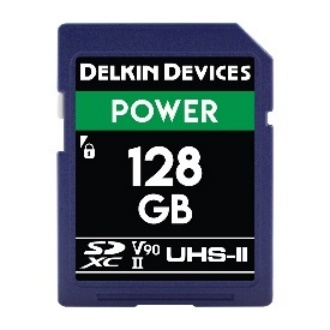 DELKIN DEVICES
POWER
128
GB
SD XC V90 II UHS-II